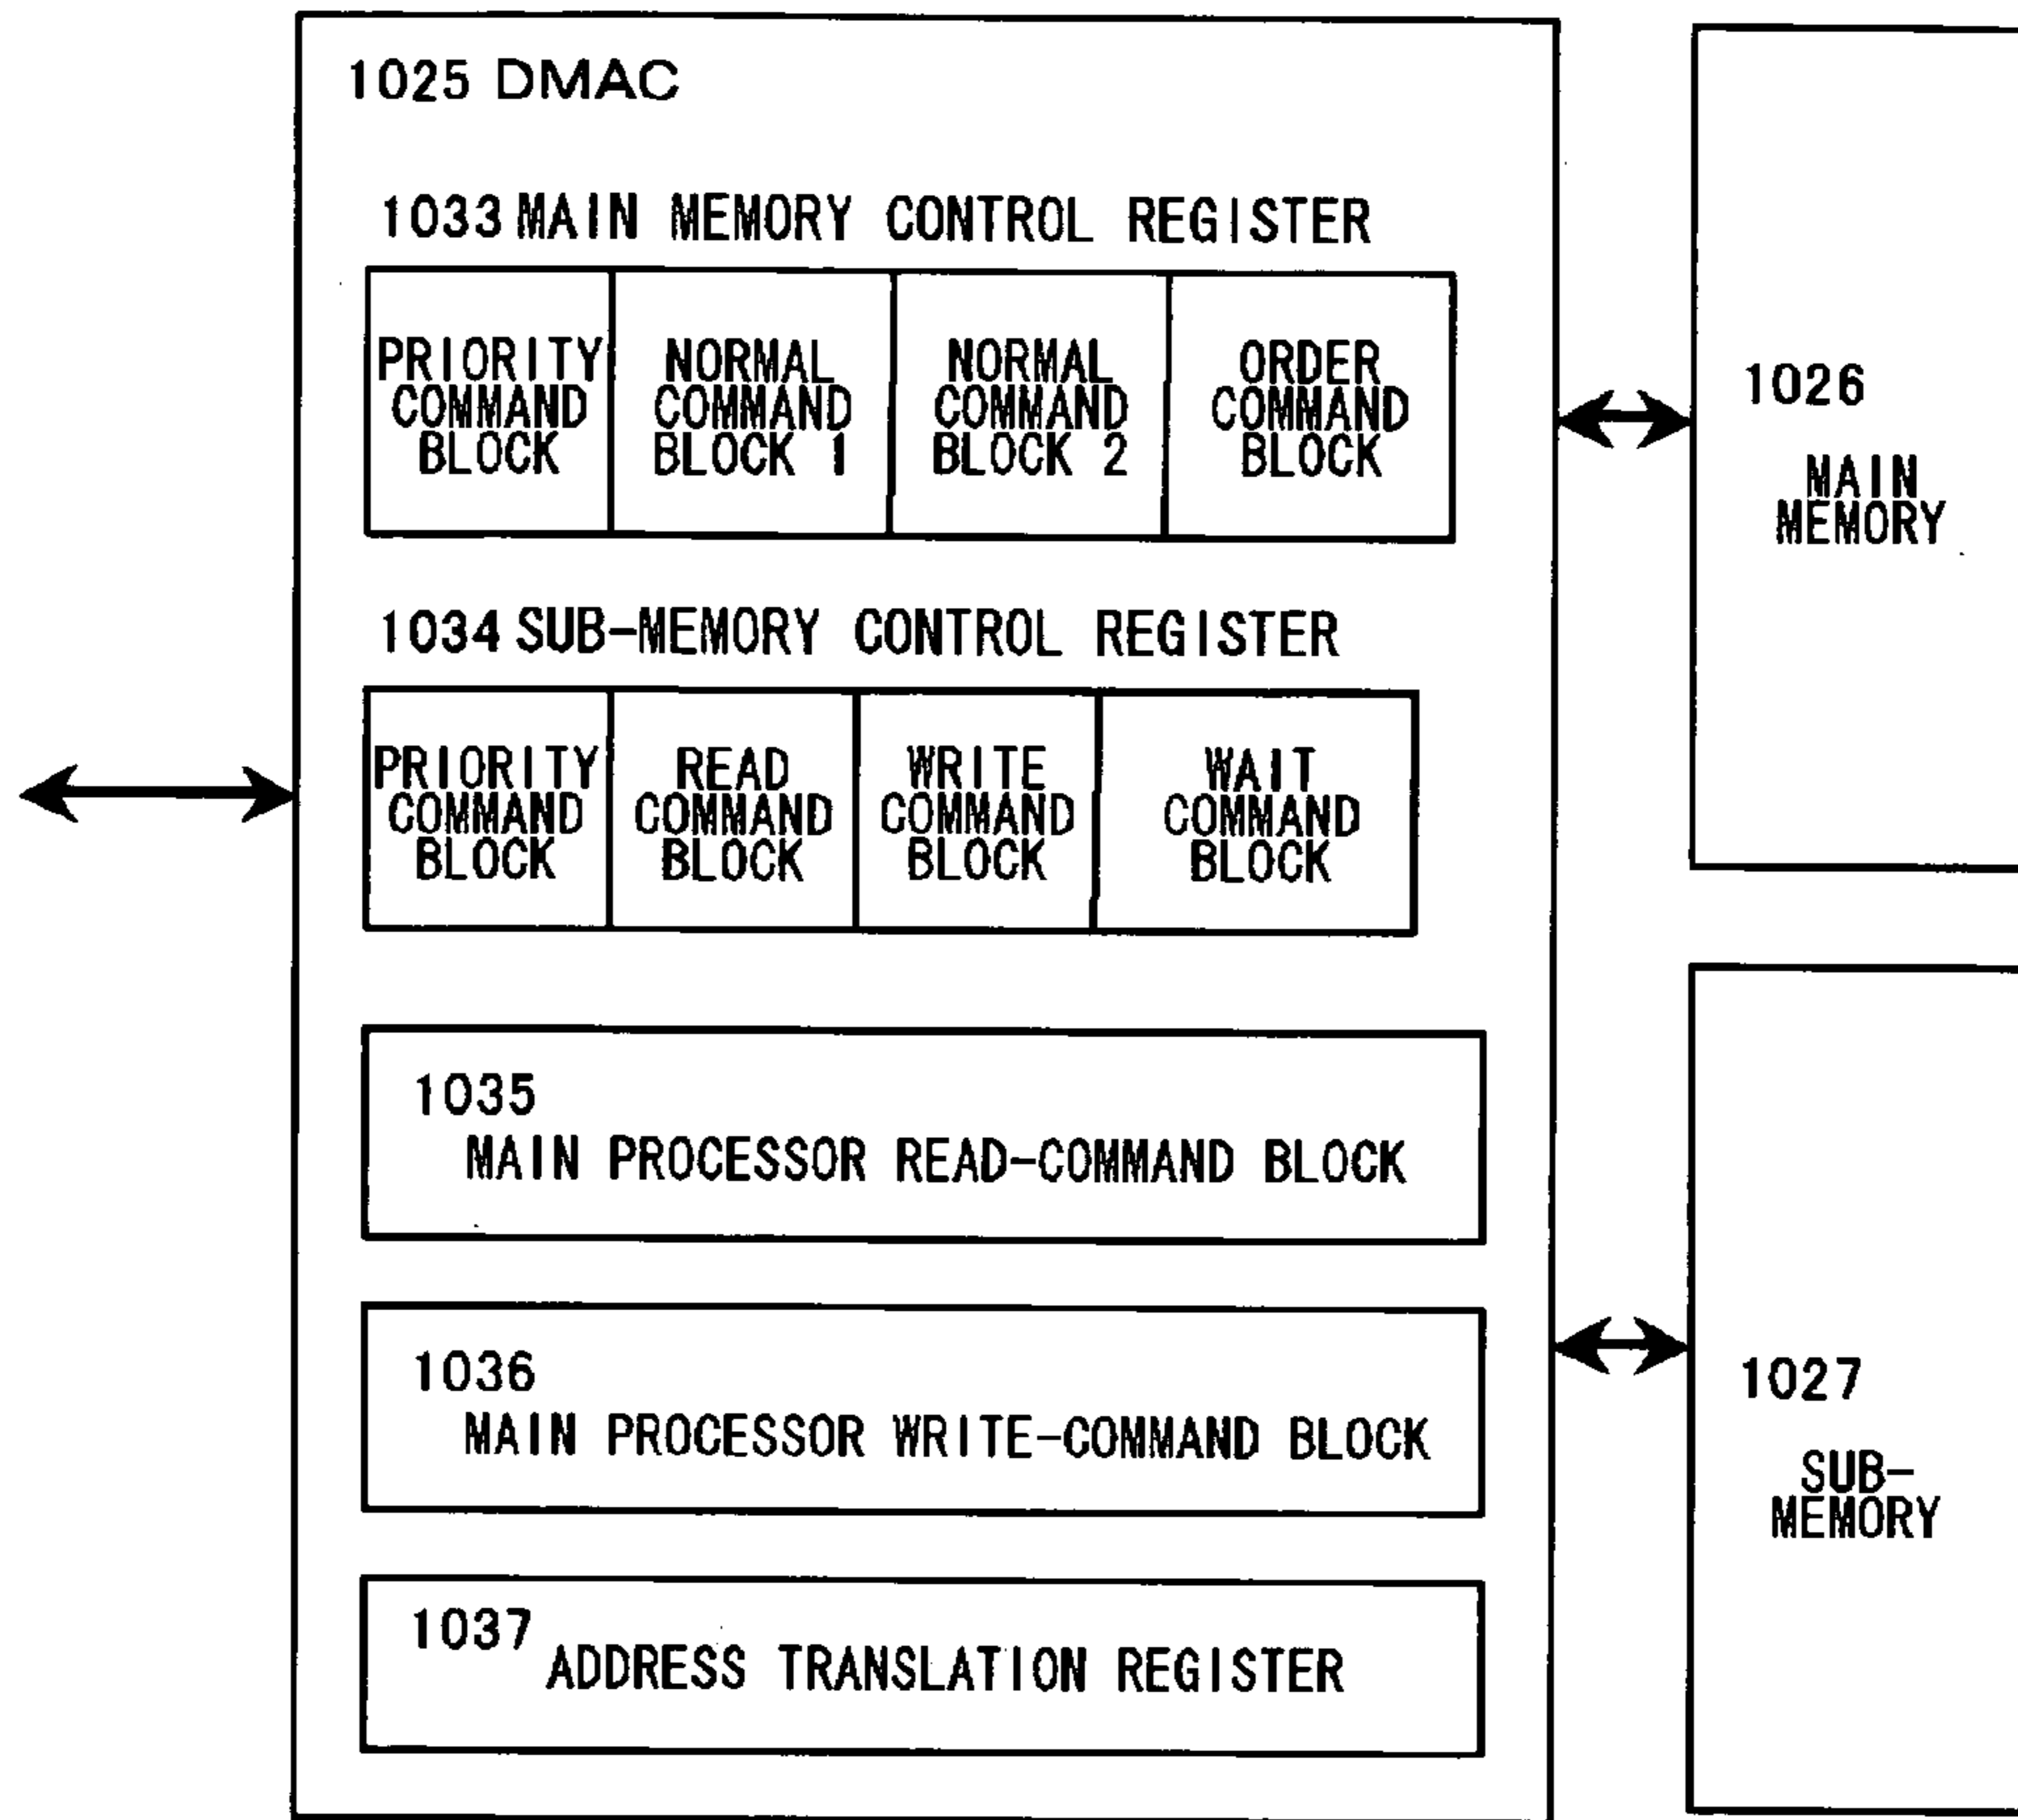 1025 DMAC
1033 MAIN MEMORY CONTROL REGISTER
PRIORITY
COMMAND
BLOCK
NORMAL
COMMAND
BLOCK 1
NORMAL
COMMAND
BLOCK 2
ORDER
COMMAND
BLOCK
1034 SUB-MEMORY CONTROL REGISTER
PRIORITY
COMMAND
BLOCK
READ
COMMAND
BLOCK
WRITE
COMMAND
BLOCK
WAIT
COMMAND
BLOCK
1035
MAIN PROCESSOR READ-COMMAND BLOCK
1036
MAIN PROCESSOR WRITE-COMMAND BLOCK
1037
ADDRESS TRANSLATION REGISTER
1026
MAIN
MEMORY
1027
SUB-
MEMORY